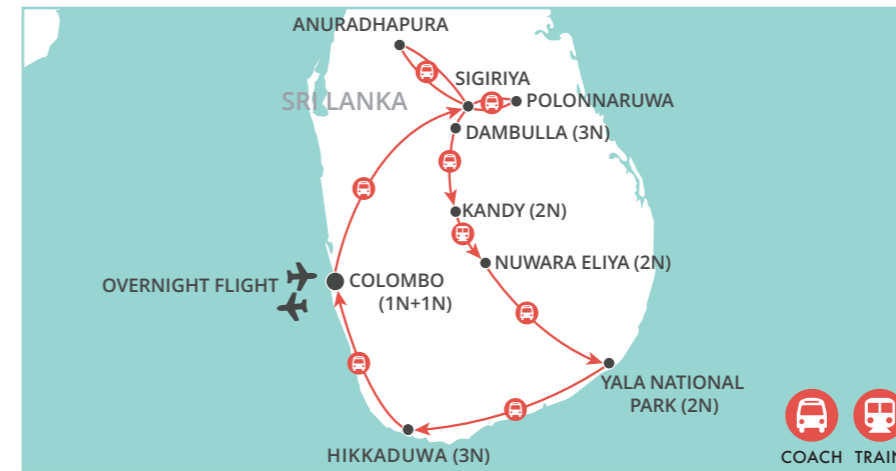 ANURADHAPURA
SIGIRIYA
SRI LANKA
POLONNARUWA
DAMBULLA (3N)
KANDY (2N)
NUWARA ELIYA (2N)
OVERNIGHT FLIGHT
COLOMBO
(1N+1N)
YALA NATIONAL
PARK (2N)
HIKKADUWA (3N)
COACH
TRAIN